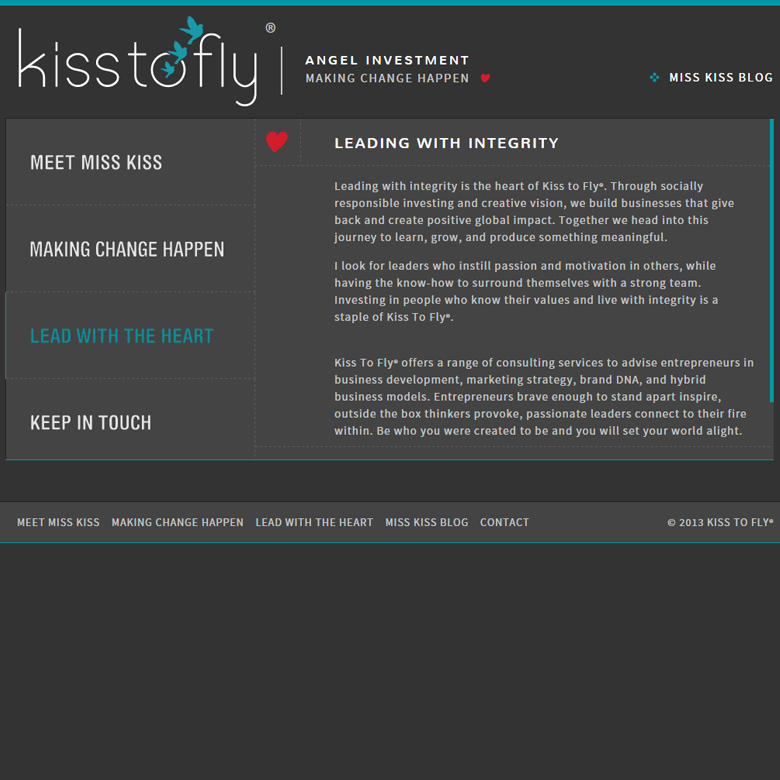 kisstofly®
ANGEL INVESTMENT
MAKING CHANGE HAPPEN
MISS KISS BLOG
MEET MISS KISS
MAKING CHANGE HAPPEN
LEAD WITH THE HEART
KEEP IN TOUCH
LEADING WITH INTEGRITY
Leading with integrity is the heart of Kiss to Fly®. Through socially
responsible investing and creative vision, we build businesses that give
back and create positive global impact. Together we head into this
journey to learn, grow, and produce something meaningful.
I look for leaders who instill passion and motivation in others, while
having the know-how to surround themselves with a strong team.
Investing in people who know their values and live with integrity is a
staple of Kiss To Fly®.
Kiss To Fly® offers a range of consulting services to advise entrepreneurs in
business development, marketing strategy, brand DNA, and hybrid
business models. Entrepreneurs brave enough to stand apart inspire,
outside the box thinkers provoke, passionate leaders connect to their fire
within. Be who you were created to be and you will set your world alight.
MEET MISS KISS MAKING CHANGE HAPPEN LEAD WITH THE HEART MISS KISS BLOG CONTACT © 2013 KISS TO FLY®